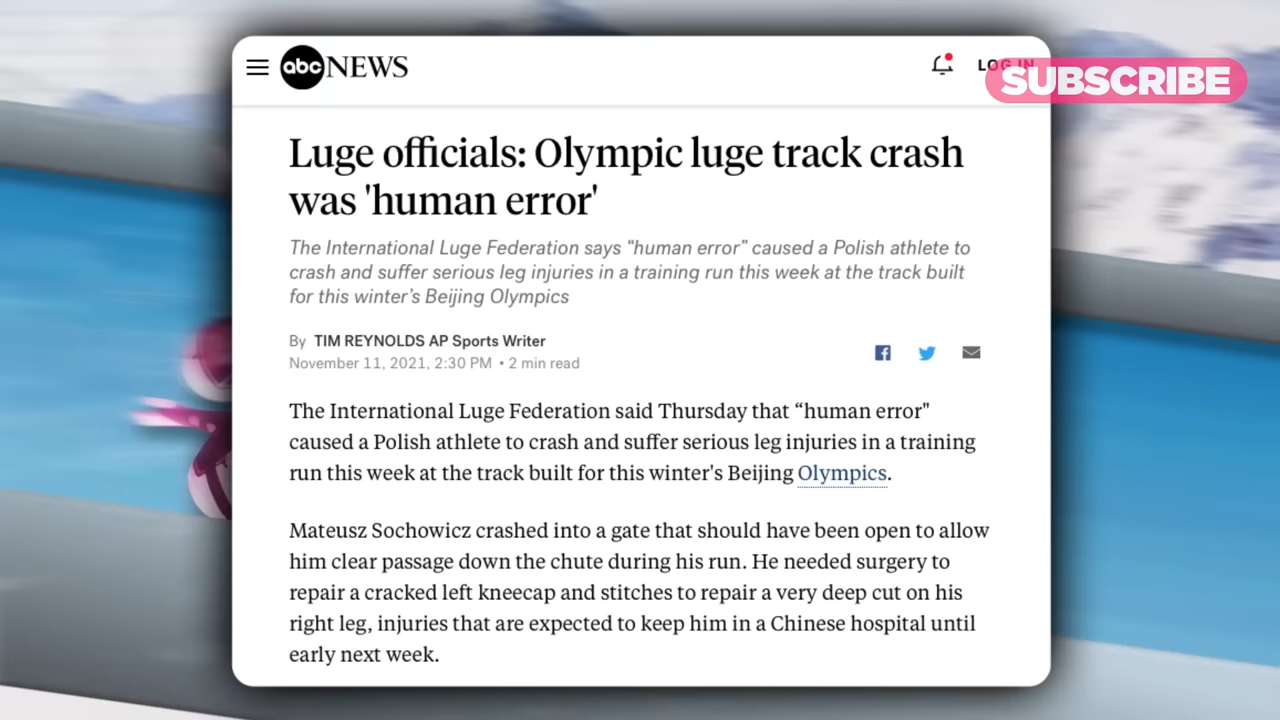 abc NEWS
LOG IN
SUBSCRIBE
Luge officials: Olympic luge track crash
was 'human error'
The International Luge Federation says “human error” caused a Polish athlete to
crash and suffer serious leg injuries in a training run this week at the track built
for this winter’s Beijing Olympics
By TIM REYNOLDS AP Sports Writer
November 11, 2021, 2:30 PM • 2 min read
The International Luge Federation said Thursday that “human error"
caused a Polish athlete to crash and suffer serious leg injuries in a training
run this week at the track built for this winter's Beijing Olympics.
Mateusz Sochowicz crashed into a gate that should have been open to allow
him clear passage down the chute during his run. He needed surgery to
repair a cracked left kneecap and stitches to repair a very deep cut on his
right leg, injuries that are expected to keep him in a Chinese hospital until
early next week.